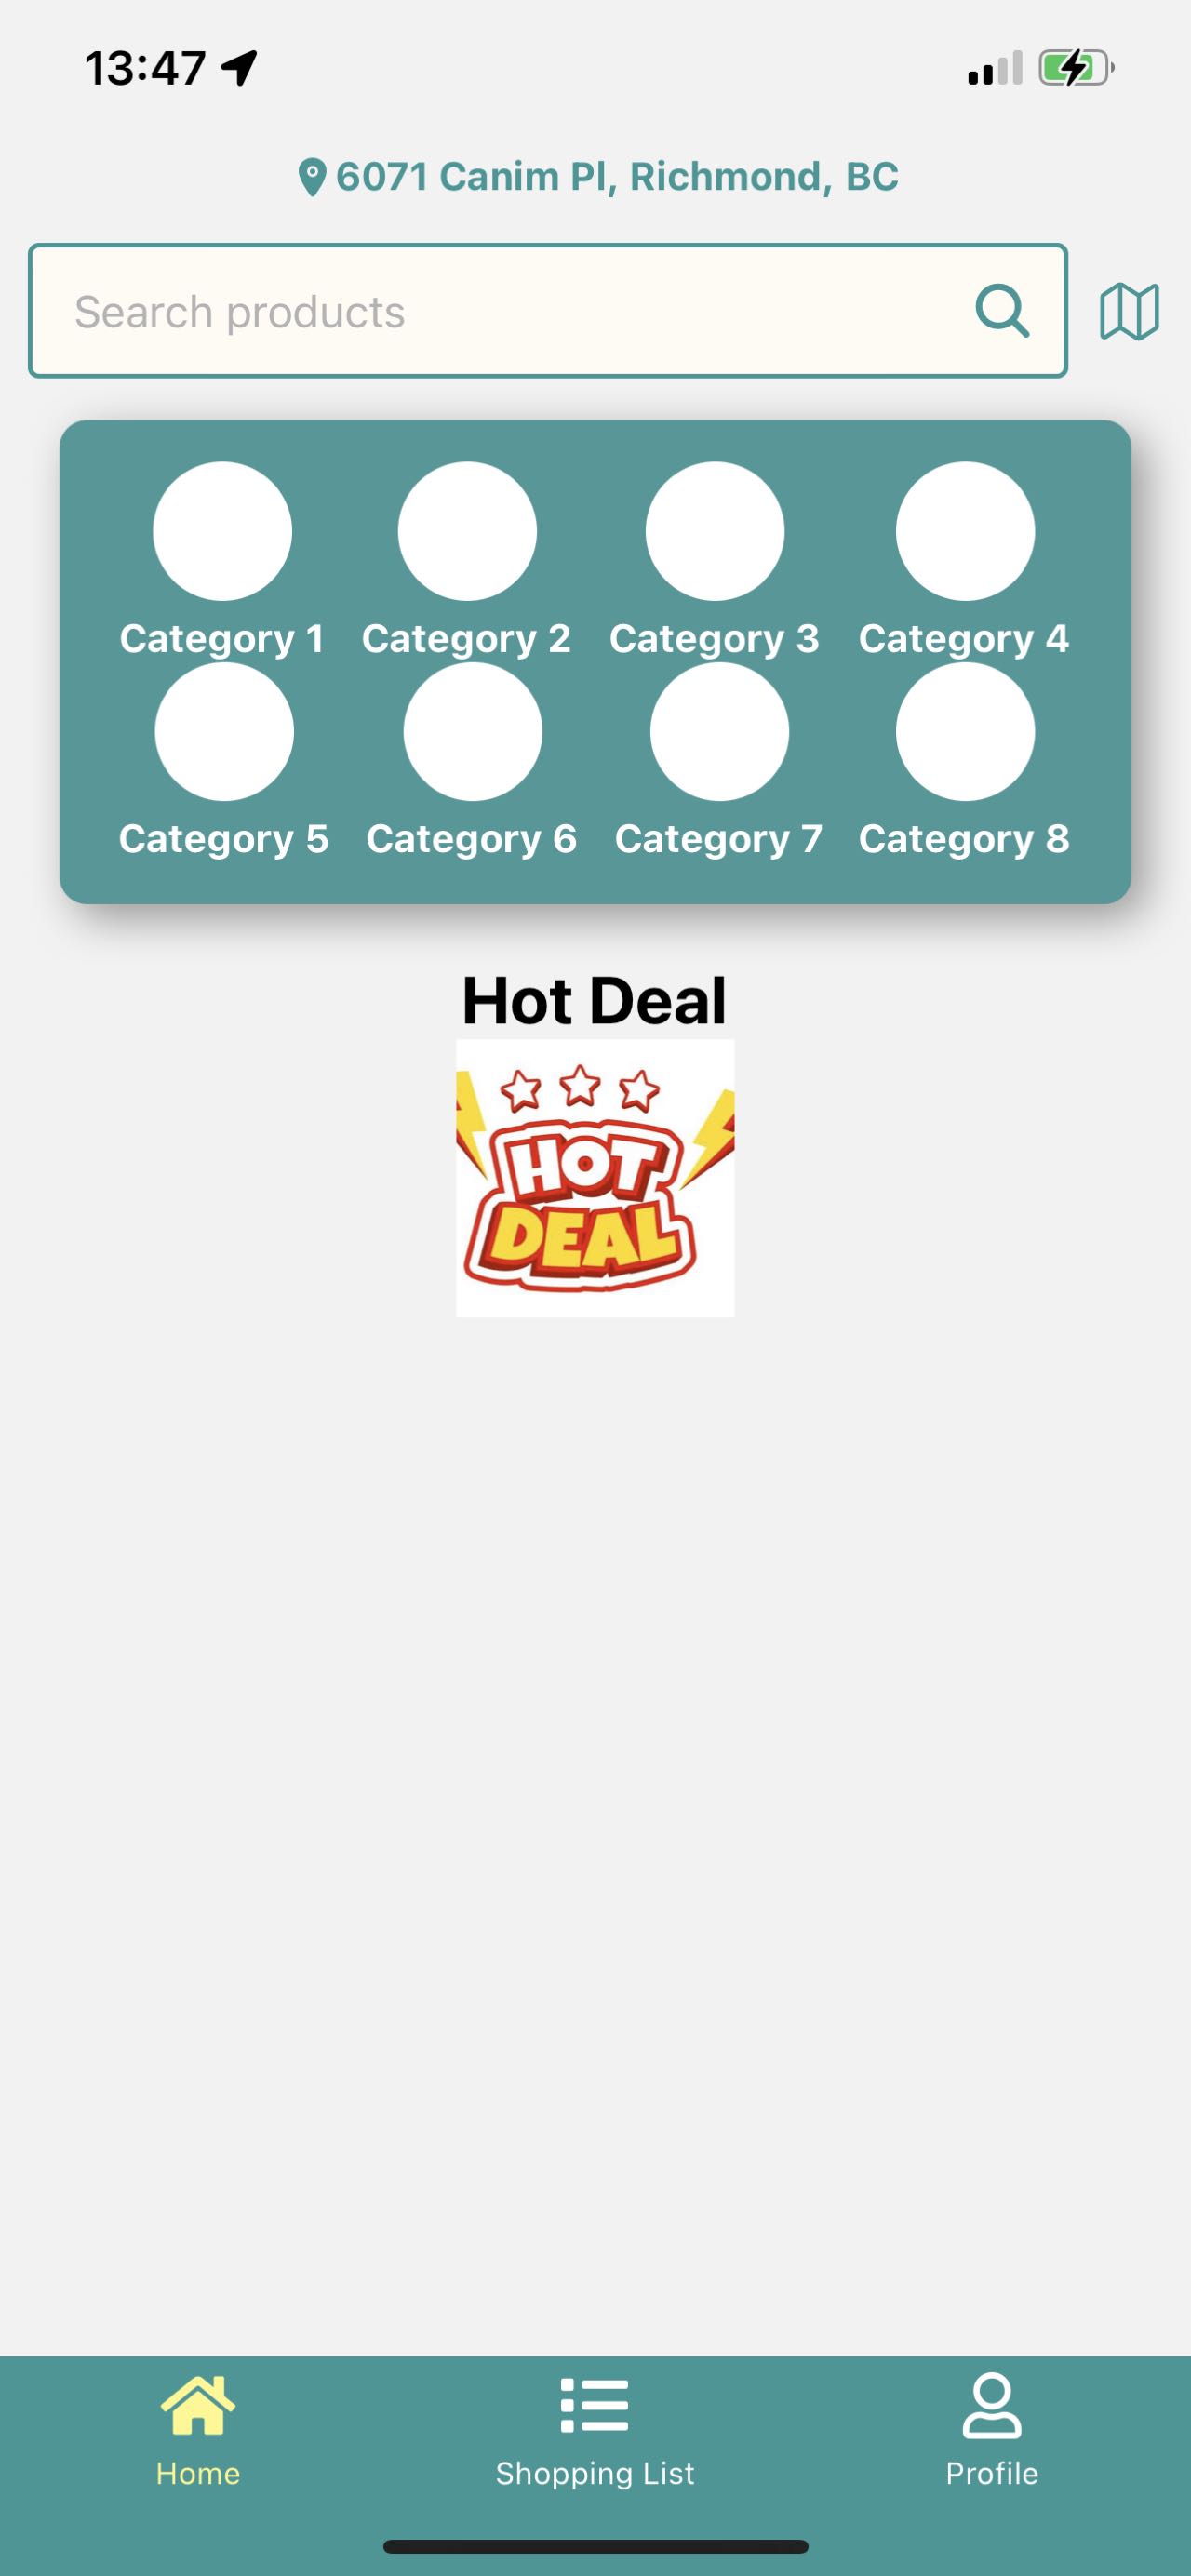 13:47
6071 Canim Pl, Richmond, BC
Search products
Category 1 Category 2 Category 3 Category 4
Category 5 Category 6 Category 7 Category 8
Hot Deal
HOT
DEAL
Home Shopping List Profile